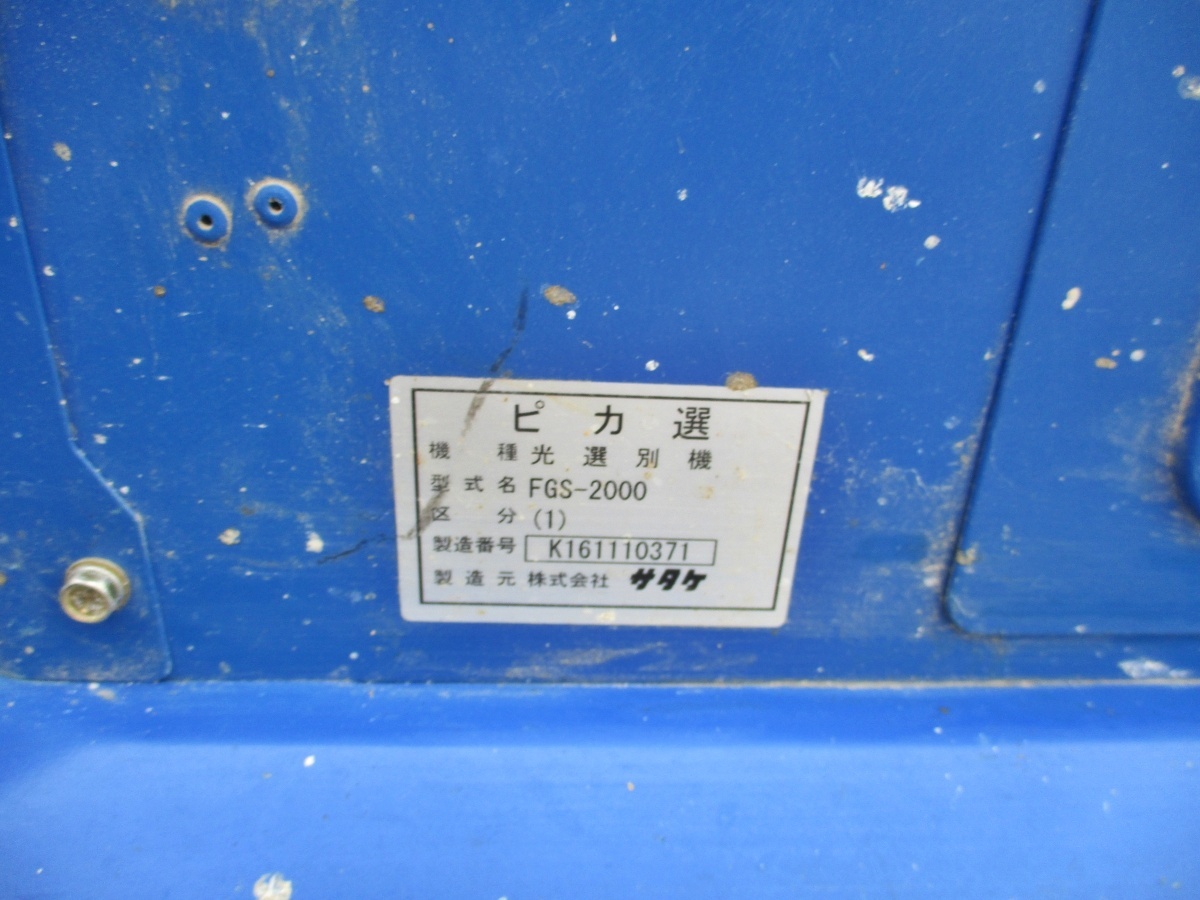 ピカ選
機種 光選別機
型式名 FGS-2000
区分 (1)
製造番号 K161110371
製造元 株式会社 サタケ